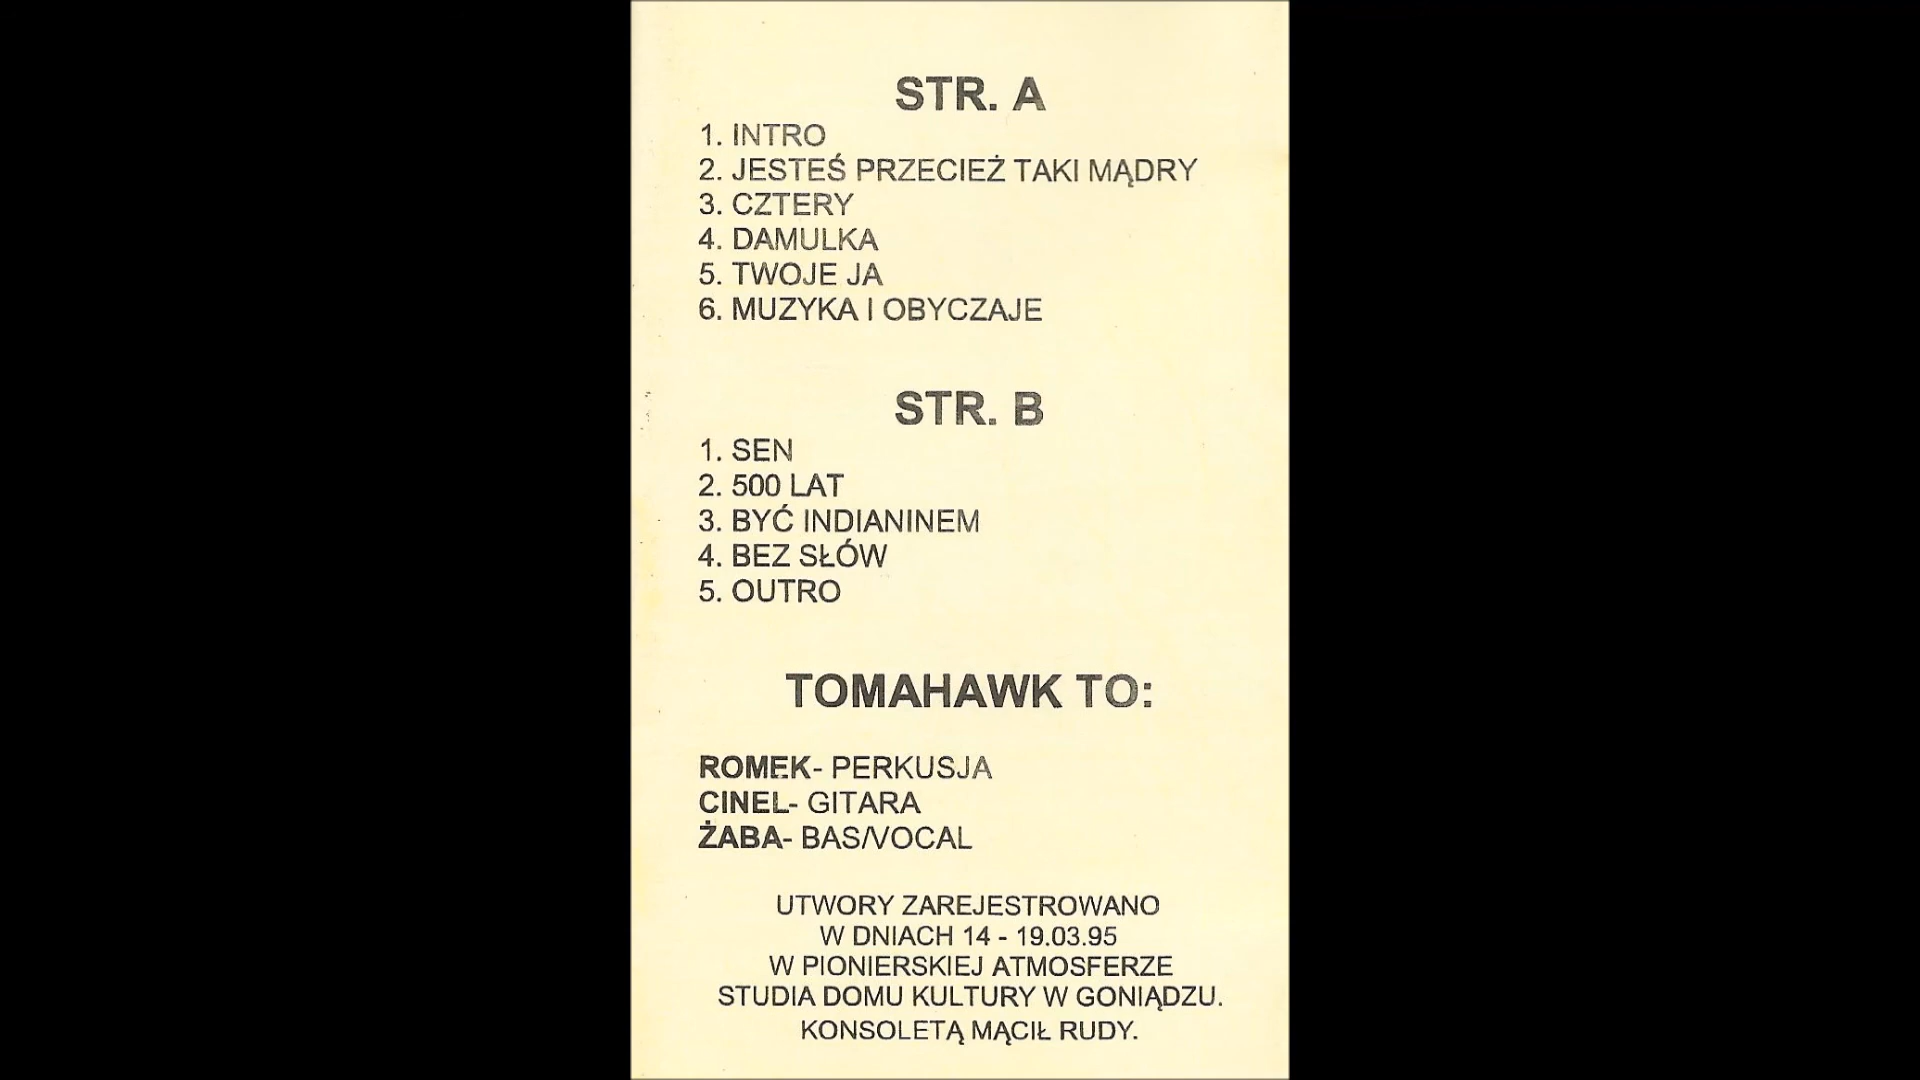 STR. A
1. INTRO
2. JESTEŚ PRZECIEŻ TAKI MĄDRY
3. CZTERY
4. DAMULKA
5. TWOJE JA
6. MUZYKA I OBYCZAJE
STR. B
1. SEN
2. 500 LAT
3. BYĆ INDIANINEM
4. BEZ SŁÓW
5. OUTRO
TOMAHAWK TO:
ROMEK- PERKUSJA
CINEL- GITARA
ŻABA- BAS/VOCAL
UTWORY ZAREJESTROWANO
W DNIACH 14 - 19.03.95
W PIONIERSKIEJ ATMOSFERZE
STUDIA DOMU KULTURY W GONIĄDZU.
KONSOLETĄ MĄCIŁ RUDY.